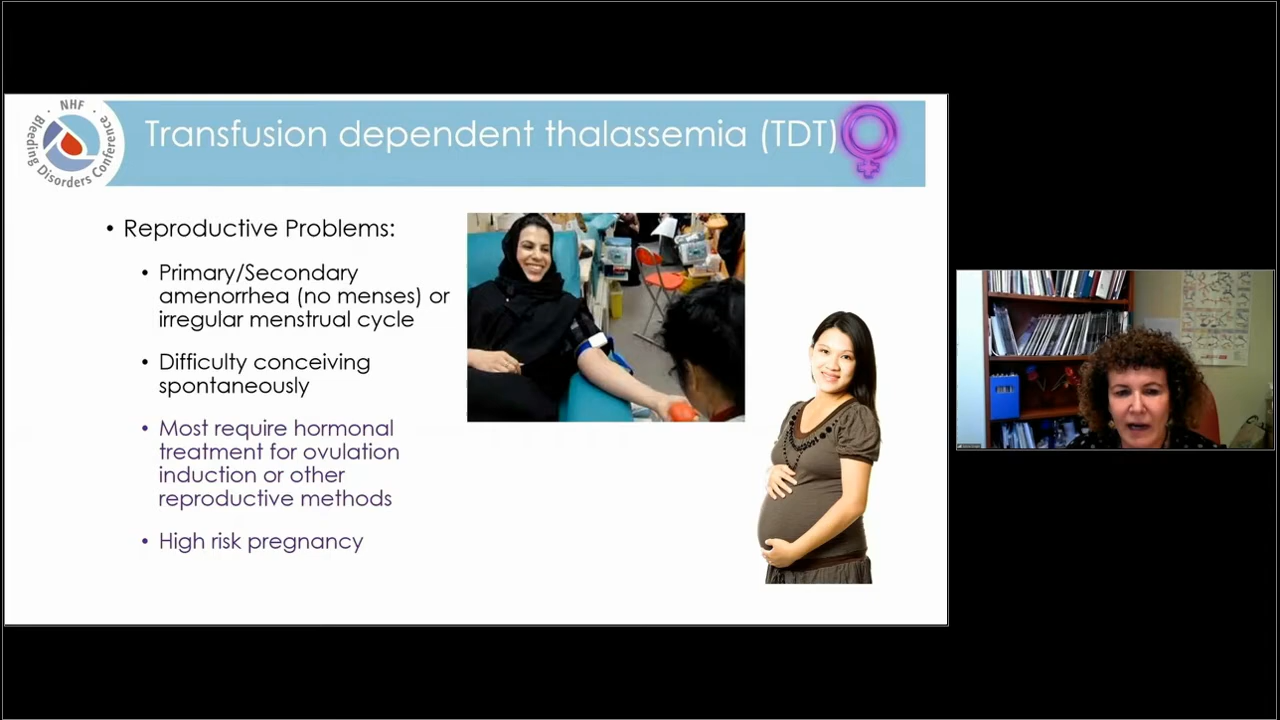 NHF
Bleeding Disorders Conference
Transfusion dependent thalassemia (TDT)
• Reproductive Problems:
• Primary/Secondary
amenorrhea (no menses) or
irregular menstrual cycle
• Difficulty conceiving
spontaneously
• Most require hormonal
treatment for ovulation
induction or other
reproductive methods
• High risk pregnancy